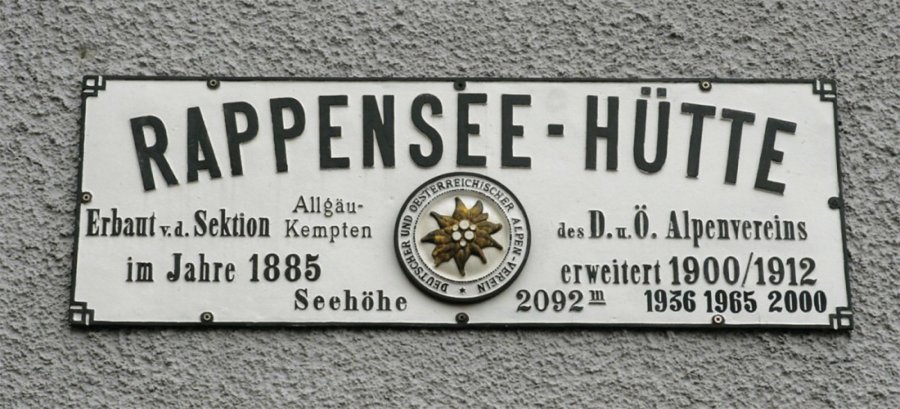 RAPPENSEE-HÜTTE
Erbaut v.d. Sektion Allgäu-Kempten des D. u. Ö. Alpenvereins
im Jahre 1885 erweitert 1900/1912
Seehöhe 2092 m 1936 1965 2000
DEUTSCHER UND OESTERREICHISCHER ALPEN-VEREIN *